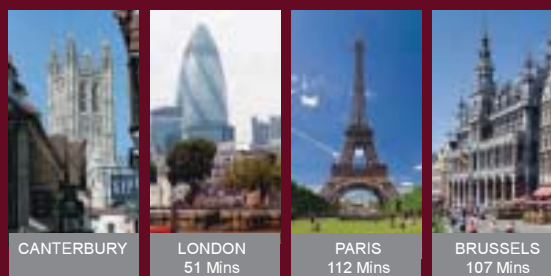 CANTERBURY
LONDON
51 Mins
PARIS
112 Mins
BRUSSELS
107 Mins